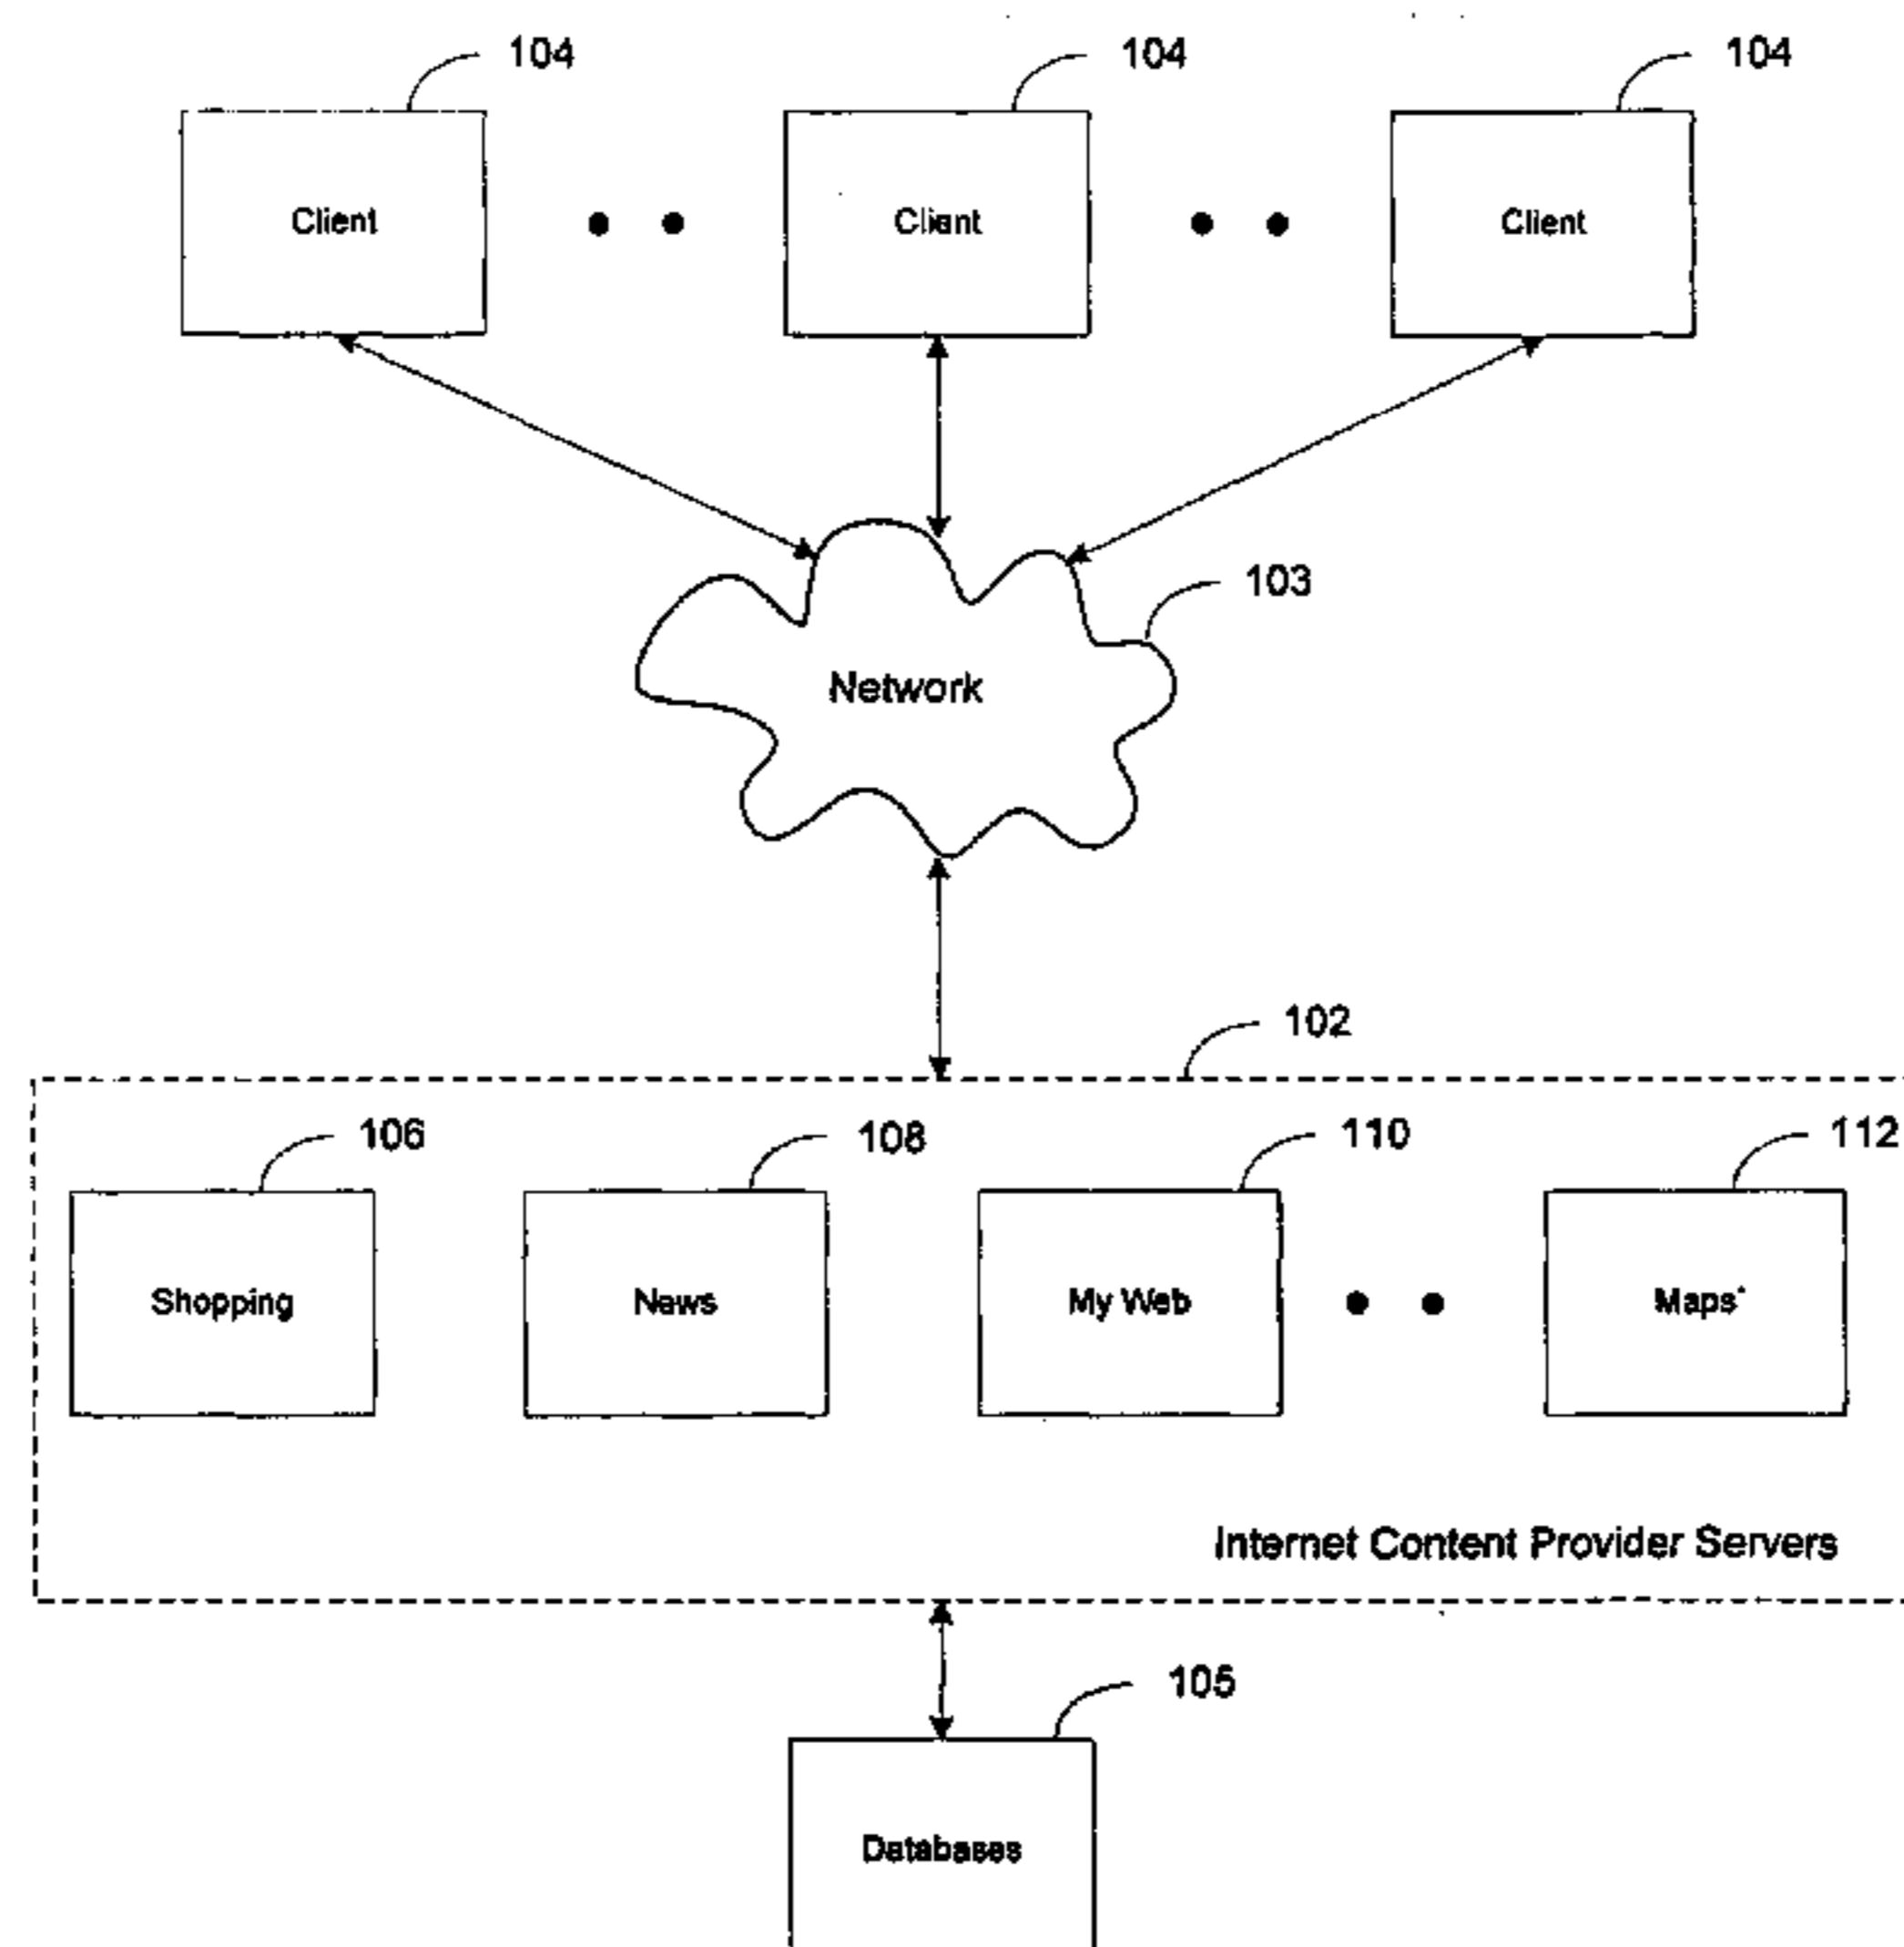 104
104
104
Client
Client
Client
103
Network
102
106
108
110
112
Shopping
News
My Web
Maps
Internet Content Provider Servers
105
Databases